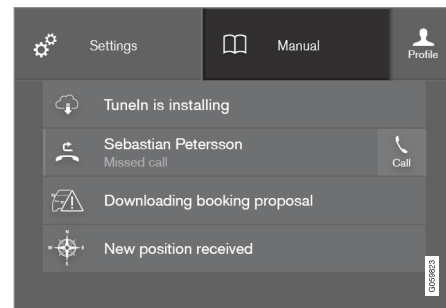 Settings
Manual
Profile
TuneIn is installing
Sebastian Petersson
Missed call
Call
Downloading booking proposal
N
W
E
S
New position received
G059823